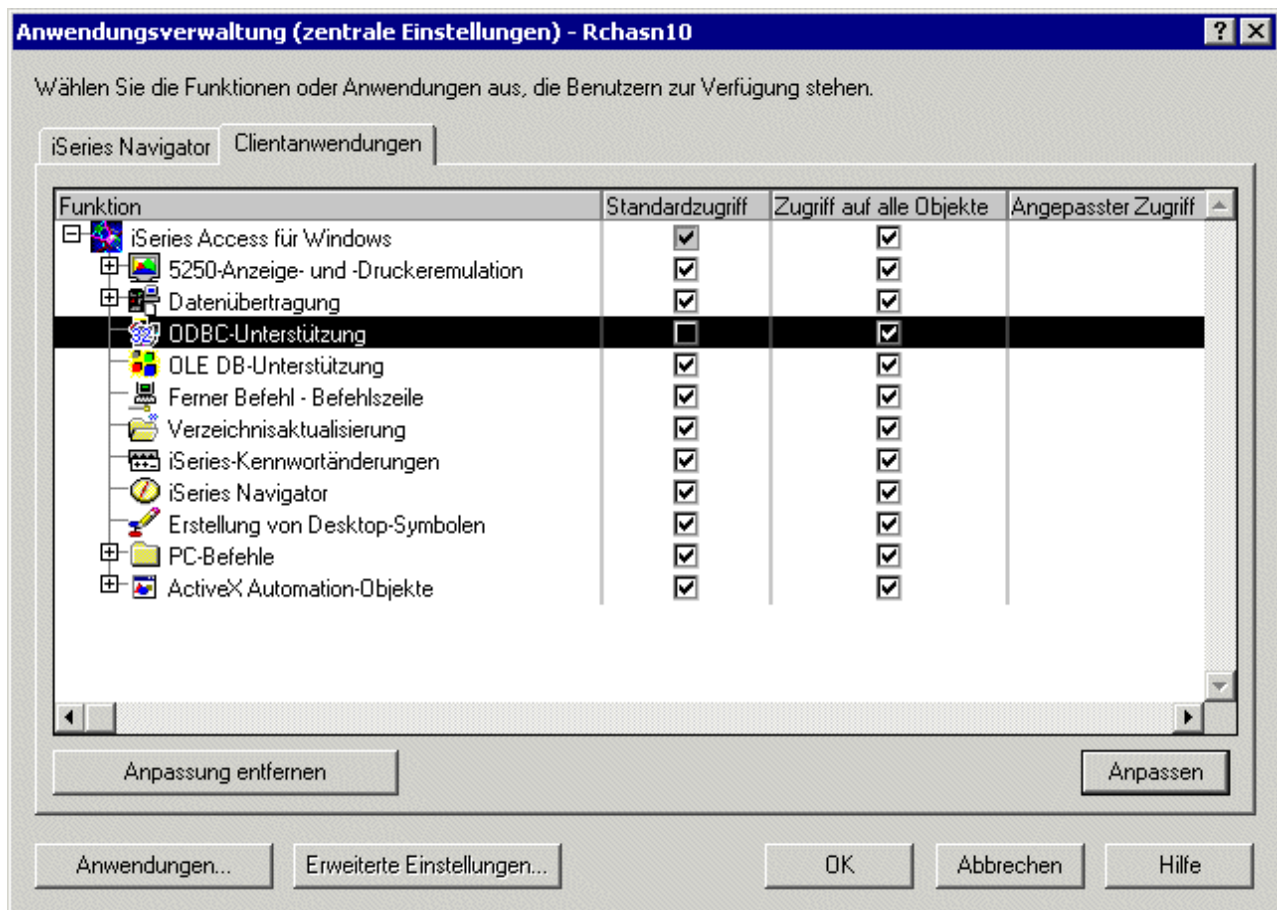 Anwendungsverwaltung (zentrale Einstellungen) - Rchasn10
Wählen Sie die Funktionen oder Anwendungen aus, die Benutzern zur Verfügung stehen.
iSeries Navigator Clientanwendungen
Funktion Standardzugriff Zugriff auf alle Objekte Angepasster Zugriff
iSeries Access für Windows
5250-Anzeige- und -Druckeremulation
Datenübertragung
ODBC-Unterstützung
OLE DB-Unterstützung
Ferner Befehl - Befehlszeile
Verzeichnisaktualisierung
iSeries-Kennwortänderungen
iSeries Navigator
Erstellung von Desktop-Symbolen
PC-Befehle
ActiveX Automation-Objekte
Anpassung entfernen Anpassen
Anwendungen... Erweiterte Einstellungen... OK Abbrechen Hilfe